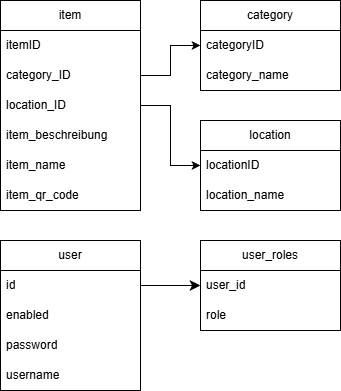 item
itemID
category_ID
location_ID
item_beschreibung
item_name
item_qr_code
category
categoryID
category_name
location
locationID
location_name
user
id
enabled
password
username
user_roles
user_id
role